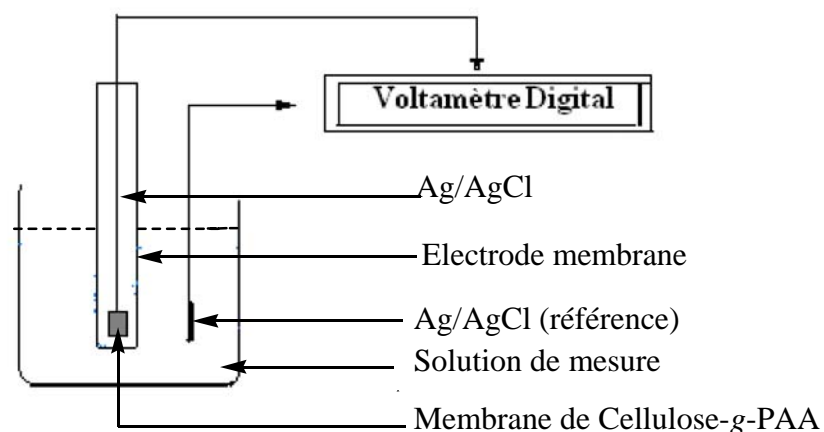 Voltamètre Digital
Ag/AgCl
Electrode membrane
Ag/AgCl (référence)
Solution de mesure
Membrane de Cellulose-g-PAA